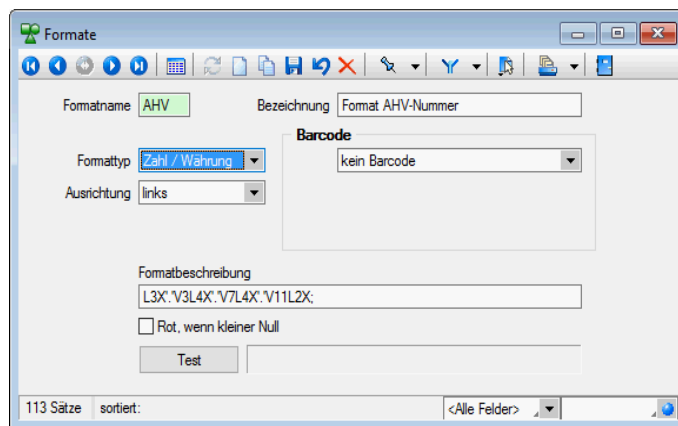 Formate
Formatname AHV Bezeichnung Format AHV-Nummer
Barcode
Formattyp Zahl / Währung kein Barcode
Ausrichtung links
Formatbeschreibung
L3X'.'V3L4X'.'V7L4X'.'V11L2X;
Rot, wenn kleiner Null
Test
113 Sätze sortiert: <Alle Felder>